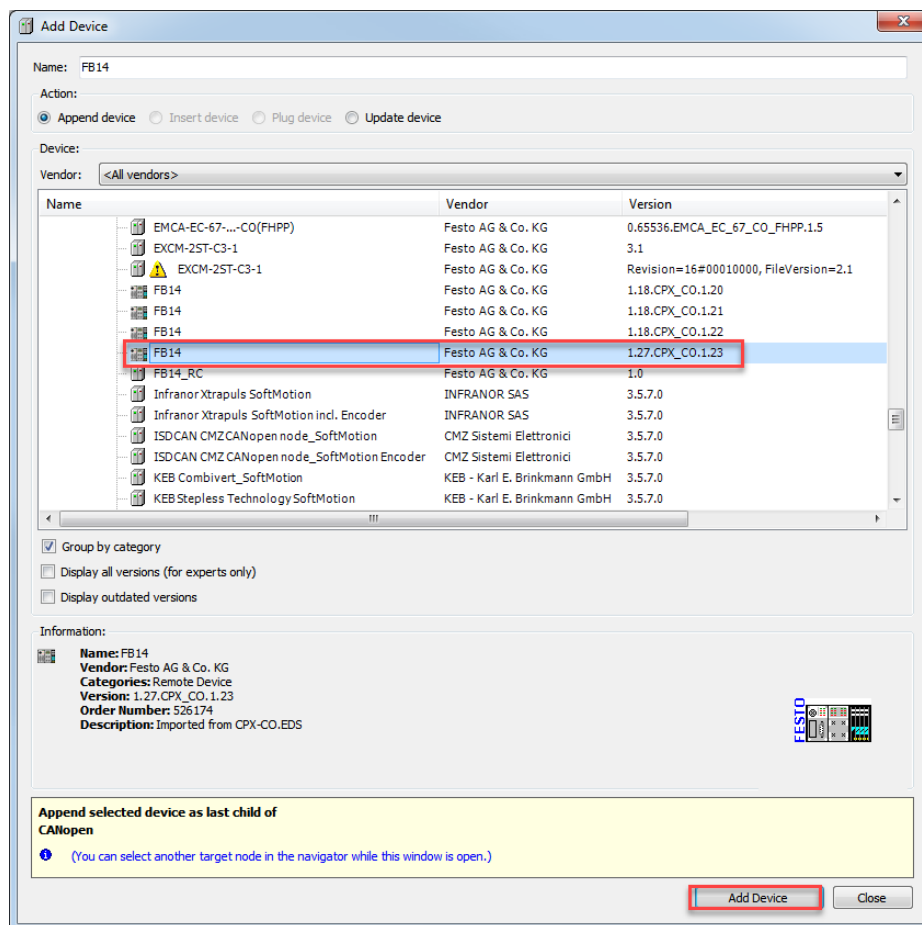 Add Device
Name: FB14
Action:
Append device Insert device Plug device Update device
Device:
Vendor: <All vendors>
Name Vendor Version
EMCA-EC-67-...-CO(FHPP) Festo AG & Co. KG 0.65536.EMCA_EC_67_CO_FHPP.1.5
EXCM-2ST-C3-1 Festo AG & Co. KG 3.1
EXCM-2ST-C3-1 Festo AG & Co. KG Revision=16#00010000, FileVersion=2.1
FB14 Festo AG & Co. KG 1.18.CPX_CO.1.20
FB14 Festo AG & Co. KG 1.18.CPX_CO.1.21
FB14 Festo AG & Co. KG 1.18.CPX_CO.1.22
FB14 Festo AG & Co. KG 1.27.CPX_CO.1.23
FB14_RC Festo AG & Co. KG 1.0
Infranor Xtrapuls SoftMotion INFRANOR SAS 3.5.7.0
Infranor Xtrapuls SoftMotion incl. Encoder INFRANOR SAS 3.5.7.0
ISDCAN CMZ CANopen node_SoftMotion CMZ Sistemi Elettronici 3.5.7.0
ISDCAN CMZ CANopen node_SoftMotion Encoder CMZ Sistemi Elettronici 3.5.7.0
KEB Combivert_SoftMotion KEB - Karl E. Brinkmann GmbH 3.5.7.0
KEB Stepless Technology SoftMotion KEB - Karl E. Brinkmann GmbH 3.5.7.0
Group by category
Display all versions (for experts only)
Display outdated versions
Information:
Name: FB14
Vendor: Festo AG & Co. KG
Categories: Remote Device
Version: 1.27.CPX_CO.1.23
Order Number: 526174
Description: Imported from CPX-CO.EDS
FESTO
Append selected device as last child of
CANopen
(You can select another target node in the navigator while this window is open.)
Add Device Close